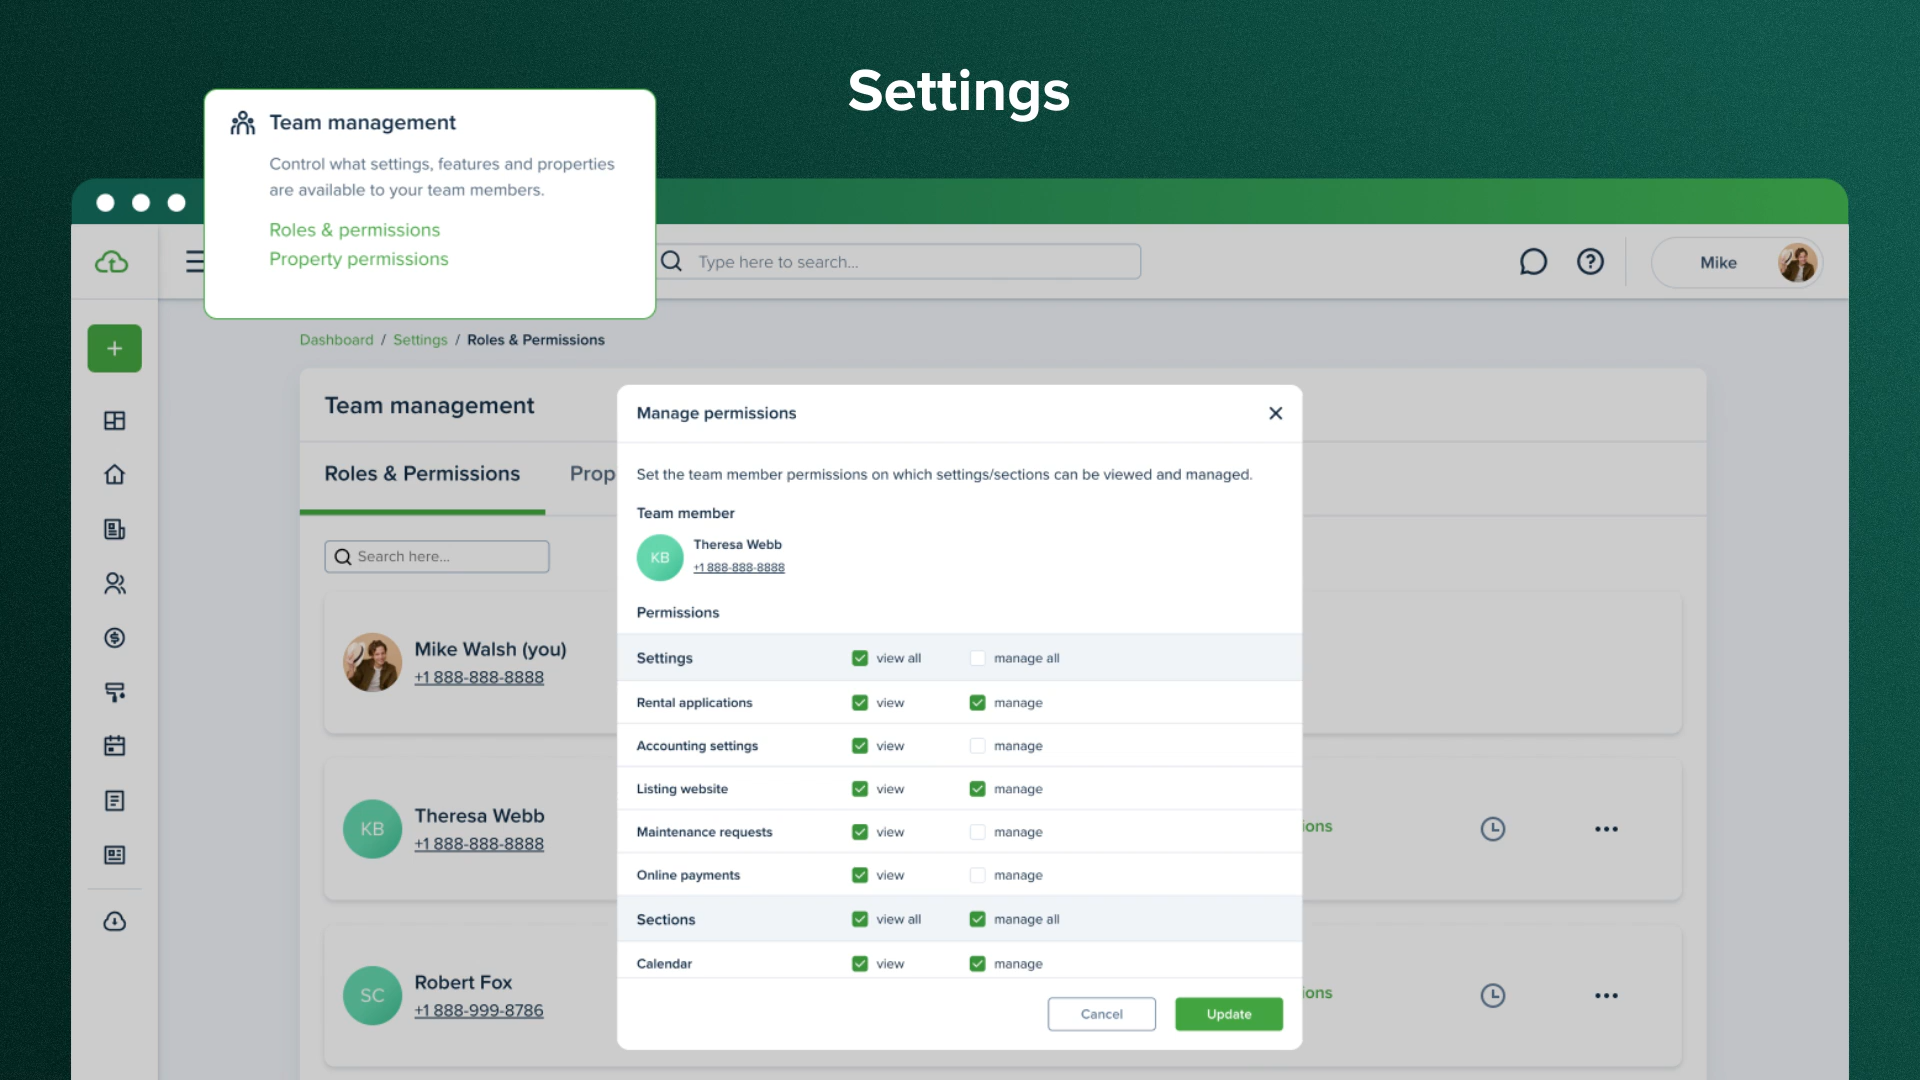 Settings
Team management
Control what settings, features and properties
are available to your team members.
Roles & permissions
Property permissions
Type here to search...
Mike
Dashboard / Settings / Roles & Permissions
Team management
Roles & Permissions
Prop
Search here...
Mike Walsh (you)
+1 888-888-8888
KB
Theresa Webb
+1 888-888-8888
ions
SC
Robert Fox
+1 888-999-8786
ions
Manage permissions
Set the team member permissions on which settings/sections can be viewed and managed.
Team member
KB
Theresa Webb
+1 888-888-8888
Permissions
Settings view all manage all
Rental applications view manage
Accounting settings view manage
Listing website view manage
Maintenance requests view manage
Online payments view manage
Sections view all manage all
Calendar view manage
Cancel Update